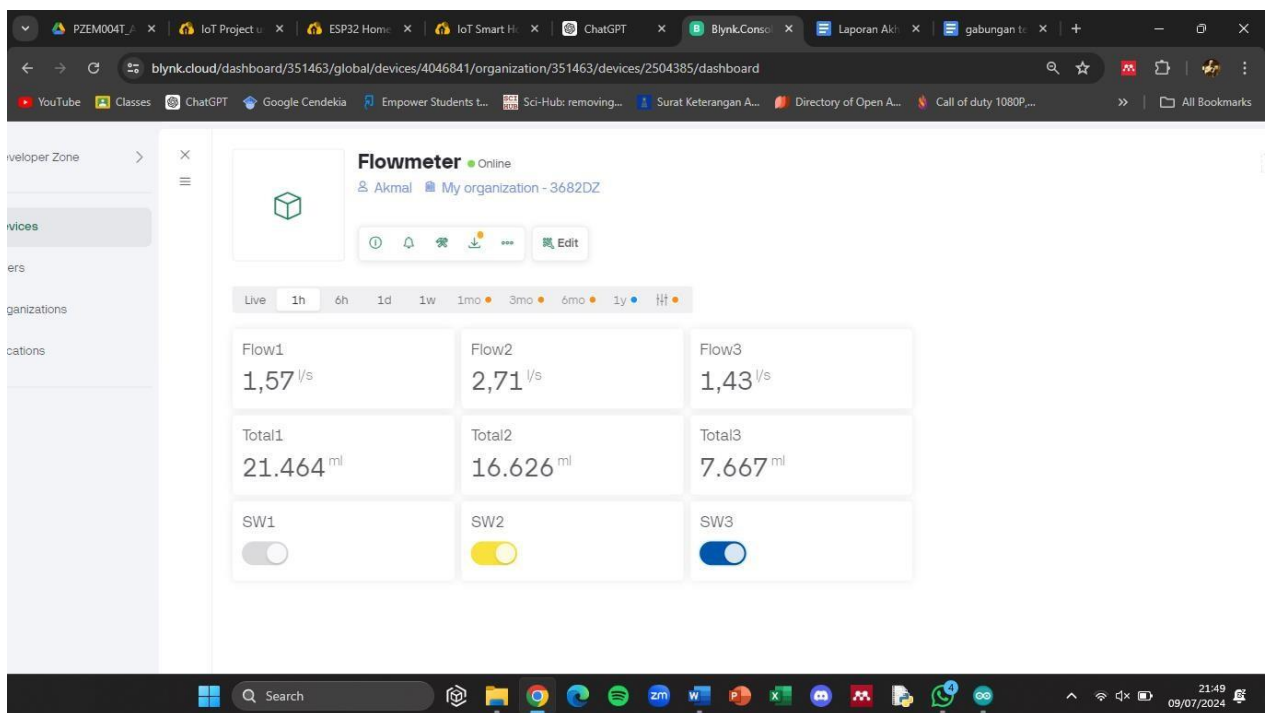 PZEM004T_A
IoT Project u
ESP32 Home
IoT Smart Ho
ChatGPT
Blynk.Consol
Laporan Akh
gabungan te
blynk.cloud/dashboard/351463/global/devices/4046841/organization/351463/devices/2504385/dashboard
YouTube
Classes
ChatGPT
Google Cendekia
Empower Students t...
Sci-Hub: removing...
Surat Keterangan A...
Directory of Open A...
Call of duty 1080P,...
»
All Bookmarks
veloper Zone
vices
ers
ganizations
cations
Flowmeter Online
Akmal My organization - 3682DZ
Edit
Live 1h 6h 1d 1w 1mo 3mo 6mo 1y
Flow1
1,57 l/s
Flow2
2,71 l/s
Flow3
1,43 l/s
Total1
21.464 ml
Total2
16.626 ml
Total3
7.667 ml
SW1
SW2
SW3
Search
zm
4
21:49
09/07/2024